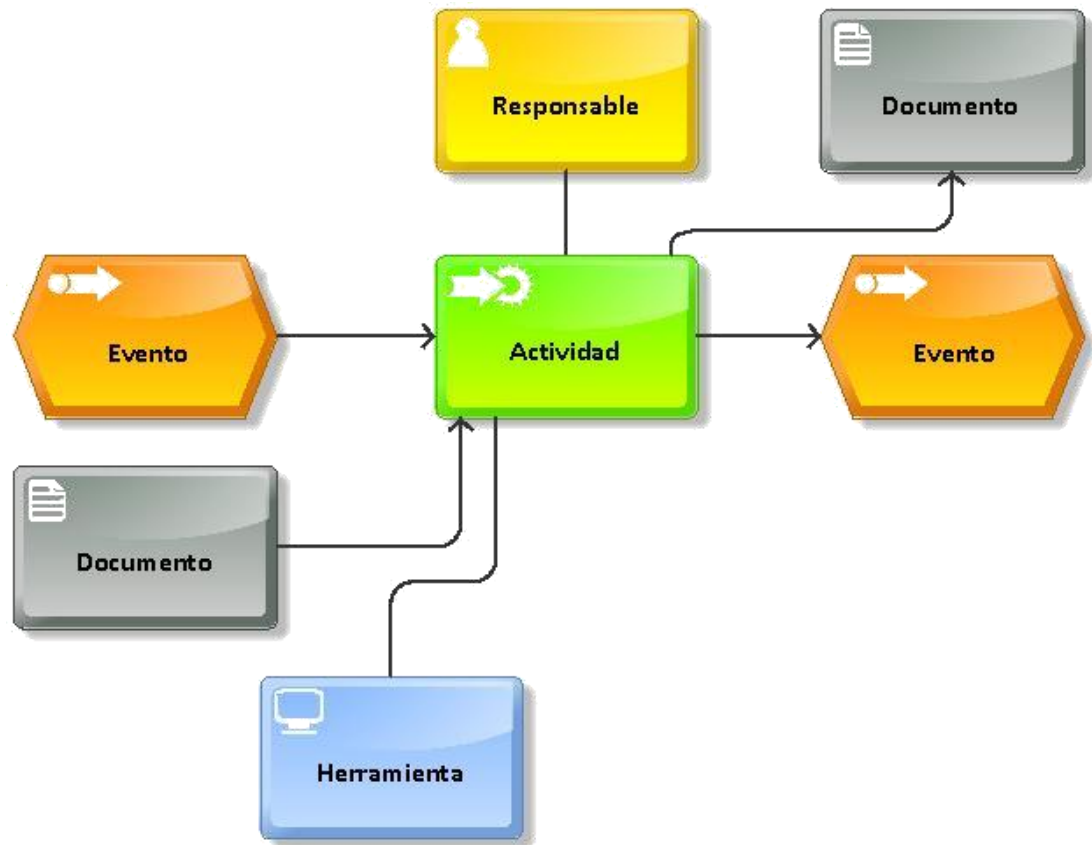 Responsable
Documento
Evento
Actividad
Evento
Documento
Herramienta